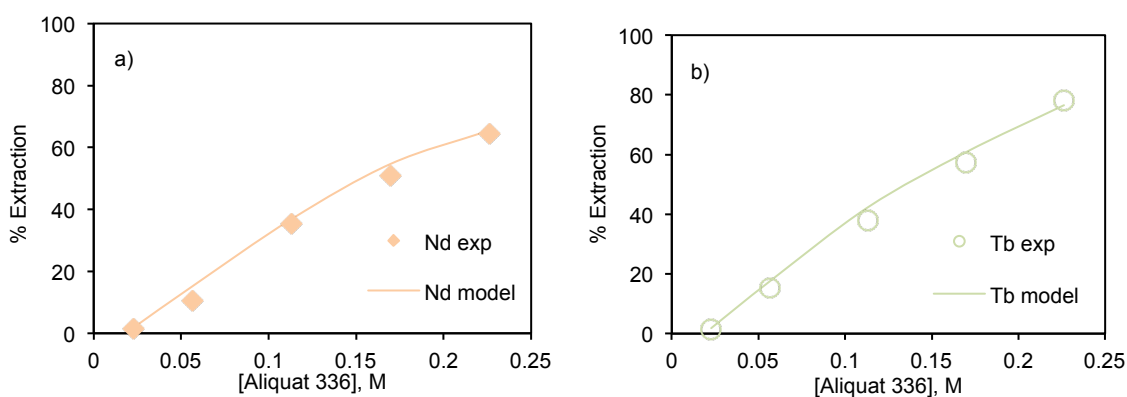 a)
% Extraction
100
80
60
40
20
0
0 0.05 0.1 0.15 0.2 0.25
[Aliquat 336], M
Nd exp
Nd model
b)
% Extraction
100
80
60
40
20
0
0 0.05 0.1 0.15 0.2 0.25
[Aliquat 336], M
Tb exp
Tb model